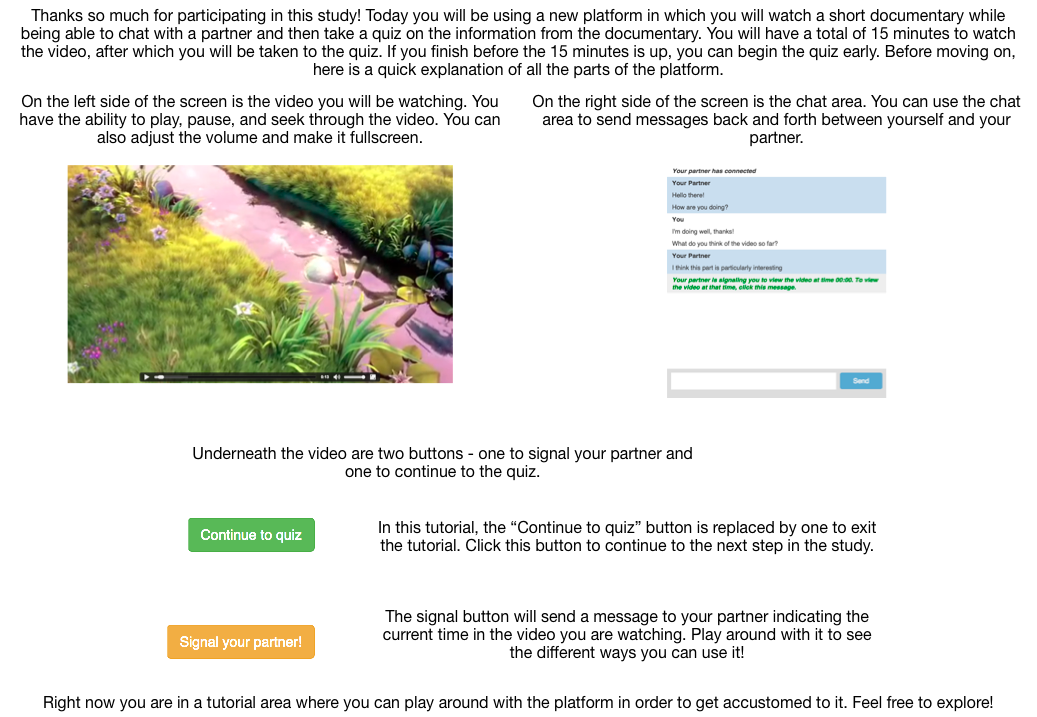 Thanks so much for participating in this study! Today you will be using a new platform in which you will watch a short documentary while
being able to chat with a partner and then take a quiz on the information from the documentary. You will have a total of 15 minutes to watch
the video, after which you will be taken to the quiz. If you finish before the 15 minutes is up, you can begin the quiz early. Before moving on,
here is a quick explanation of all the parts of the platform.
On the left side of the screen is the video you will be watching. You
have the ability to play, pause, and seek through the video. You can
also adjust the volume and make it fullscreen.
On the right side of the screen is the chat area. You can use the chat
area to send messages back and forth between yourself and your
partner.
Your partner has connected
Your Partner
Hello there!
How are you doing?
You
I'm doing well, thanks!
What do you think of the video so far?
Your Partner
I think this part is particularly interesting
Your partner is signaling you to view the video at time 00:00. To view
the video at that time, click this message.
Send
Underneath the video are two buttons - one to signal your partner and
one to continue to the quiz.
Continue to quiz
In this tutorial, the “Continue to quiz” button is replaced by one to exit
the tutorial. Click this button to continue to the next step in the study.
Signal your partner!
The signal button will send a message to your partner indicating the
current time in the video you are watching. Play around with it to see
the different ways you can use it!
Right now you are in a tutorial area where you can play around with the platform in order to get accustomed to it. Feel free to explore!